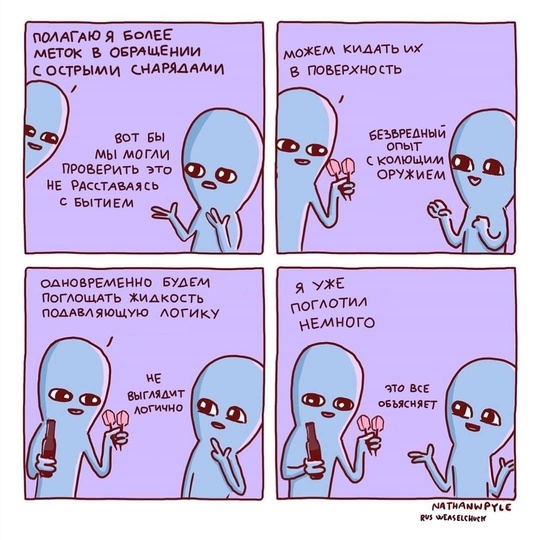 ПОЛАГАЮ Я БОЛЕЕ
МЕТОК В ОБРАЩЕНИИ
С ОСТРЫМИ СНАРЯДАМИ
ВОТ БЫ
МЫ МОГЛИ
ПРОВЕРИТЬ ЭТО
НЕ РАССТАВАЯСЬ
С БЫТИЕМ
МОЖЕМ КИДАТЬ ИХ
В ПОВЕРХНОСТЬ
БЕЗВРЕДНЫЙ
ОПЫТ
С КОЛЮЩИМ
ОРУЖИЕМ
ОДНОВРЕМЕННО БУДЕМ
ПОГЛОЩАТЬ ЖИДКОСТЬ
ПОДАВЛЯЮЩУЮ ЛОГИКУ
НЕ
ВЫГЛЯДИТ
ЛОГИЧНО
Я УЖЕ
ПОГЛОТИЛ
НЕМНОГО
ЭТО ВСЕ
ОБЪЯСНЯЕТ
NATHANWPYLE
RUS WEASELCHUCK